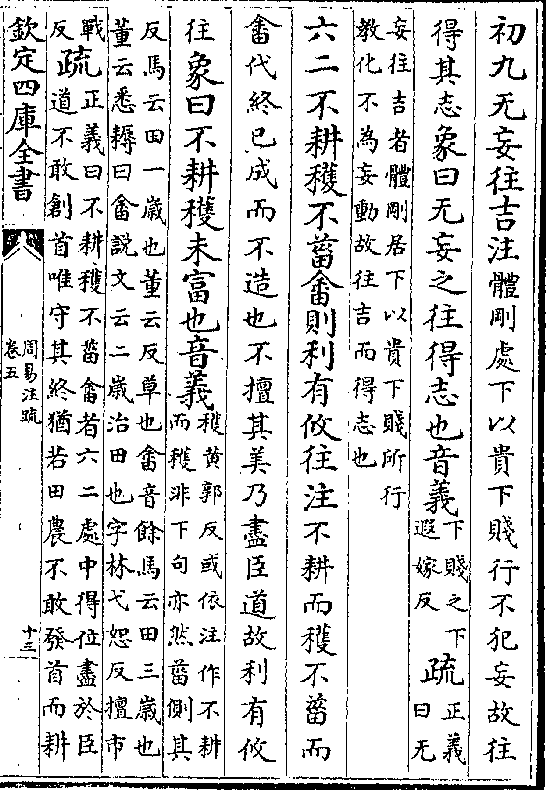 初九无妄往吉注體剛處下以貴下賤行不犯妄故往
得其志象曰无妄之往得志也音義下賤之下
遐嫁反疏正義
曰无
妄往吉者體剛居下以貴下賤所行
教化不為妄動故往吉而得志也
六二不耕穫不菑畬則利有攸往注不耕而穫不菑而
畬代終已成而不造也不擅其美乃盡臣道故利有攸
往象曰不耕穫未富也音義穫黄郭反或依注作不耕
而穫非下句亦然菑側其
反馬云田一歲也董云反草也畬音餘馬云田三歲也
董云悉耨曰畬說文云二歲治田也字林弋恕反擅市
戰
反疏正義曰不耕穫不菑畬者六二處中得位盡於臣
道不敢創首唯守其終猶若田農不敢發首而耕
欽定四庫全書
周易注疏
卷五
十三